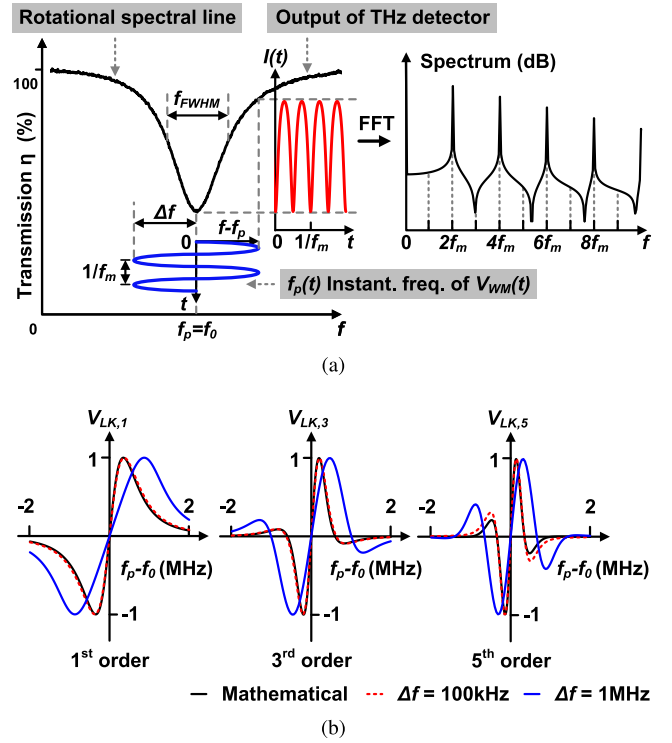 Rotational spectral line
Output of THz detector
I(t)
100
f_FWHM
Transmission η (%)
Δf
0
f-f_p
1/f_m
t
f_p=f_0
0
f
0 1/f_m t
FFT
Spectrum (dB)
0 2f_m 4f_m 6f_m 8f_m f
f_p(t) Instant. freq. of V_WM(t)
(a)
V_LK,1
1
-2 2
f_p-f_0 (MHz)
-1
1st order
V_LK,3
1
-2 2
f_p-f_0 (MHz)
-1
3rd order
V_LK,5
1
-2 2
f_p-f_0 (MHz)
-1
5th order
Mathematical Δf = 100kHz Δf = 1MHz
(b)